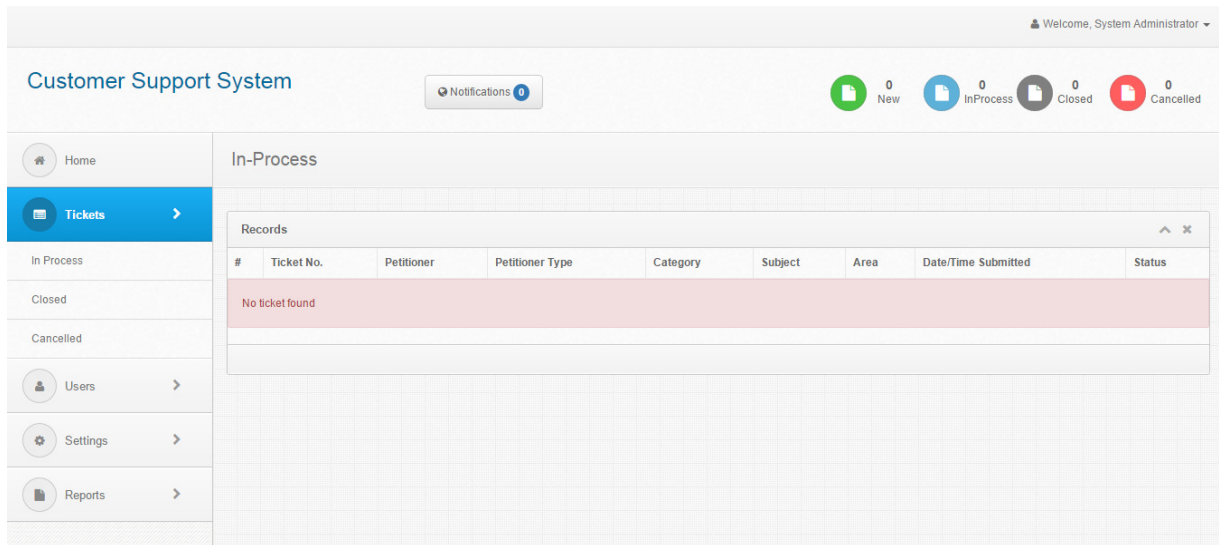 Welcome, System Administrator
Customer Support System
Notifications 0
0 New
0 InProcess
0 Closed
0 Cancelled
Home
Tickets
In Process
Closed
Cancelled
Users
Settings
Reports
In-Process
Records
# Ticket No. Petitioner Petitioner Type Category Subject Area Date/Time Submitted Status
No ticket found